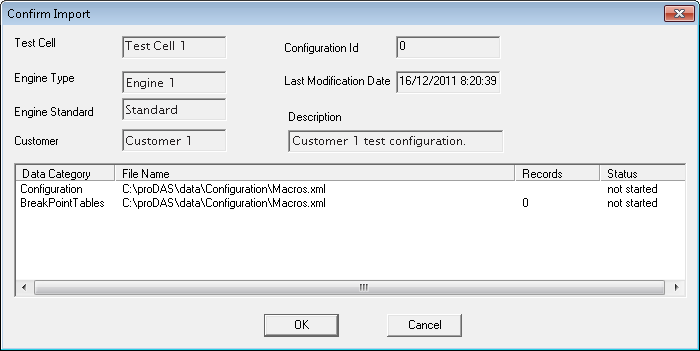 Confirm Import
Test Cell Test Cell 1 Configuration Id 0
Engine Type Engine 1 Last Modification Date 16/12/2011 8:20:39
Engine Standard Standard Description
Customer Customer 1 Customer 1 test configuration.
Data Category File Name Records Status
Configuration C:\proDAS\data\Configuration\Macros.xml not started
BreakPointTables C:\proDAS\data\Configuration\Macros.xml 0 not started
OK Cancel